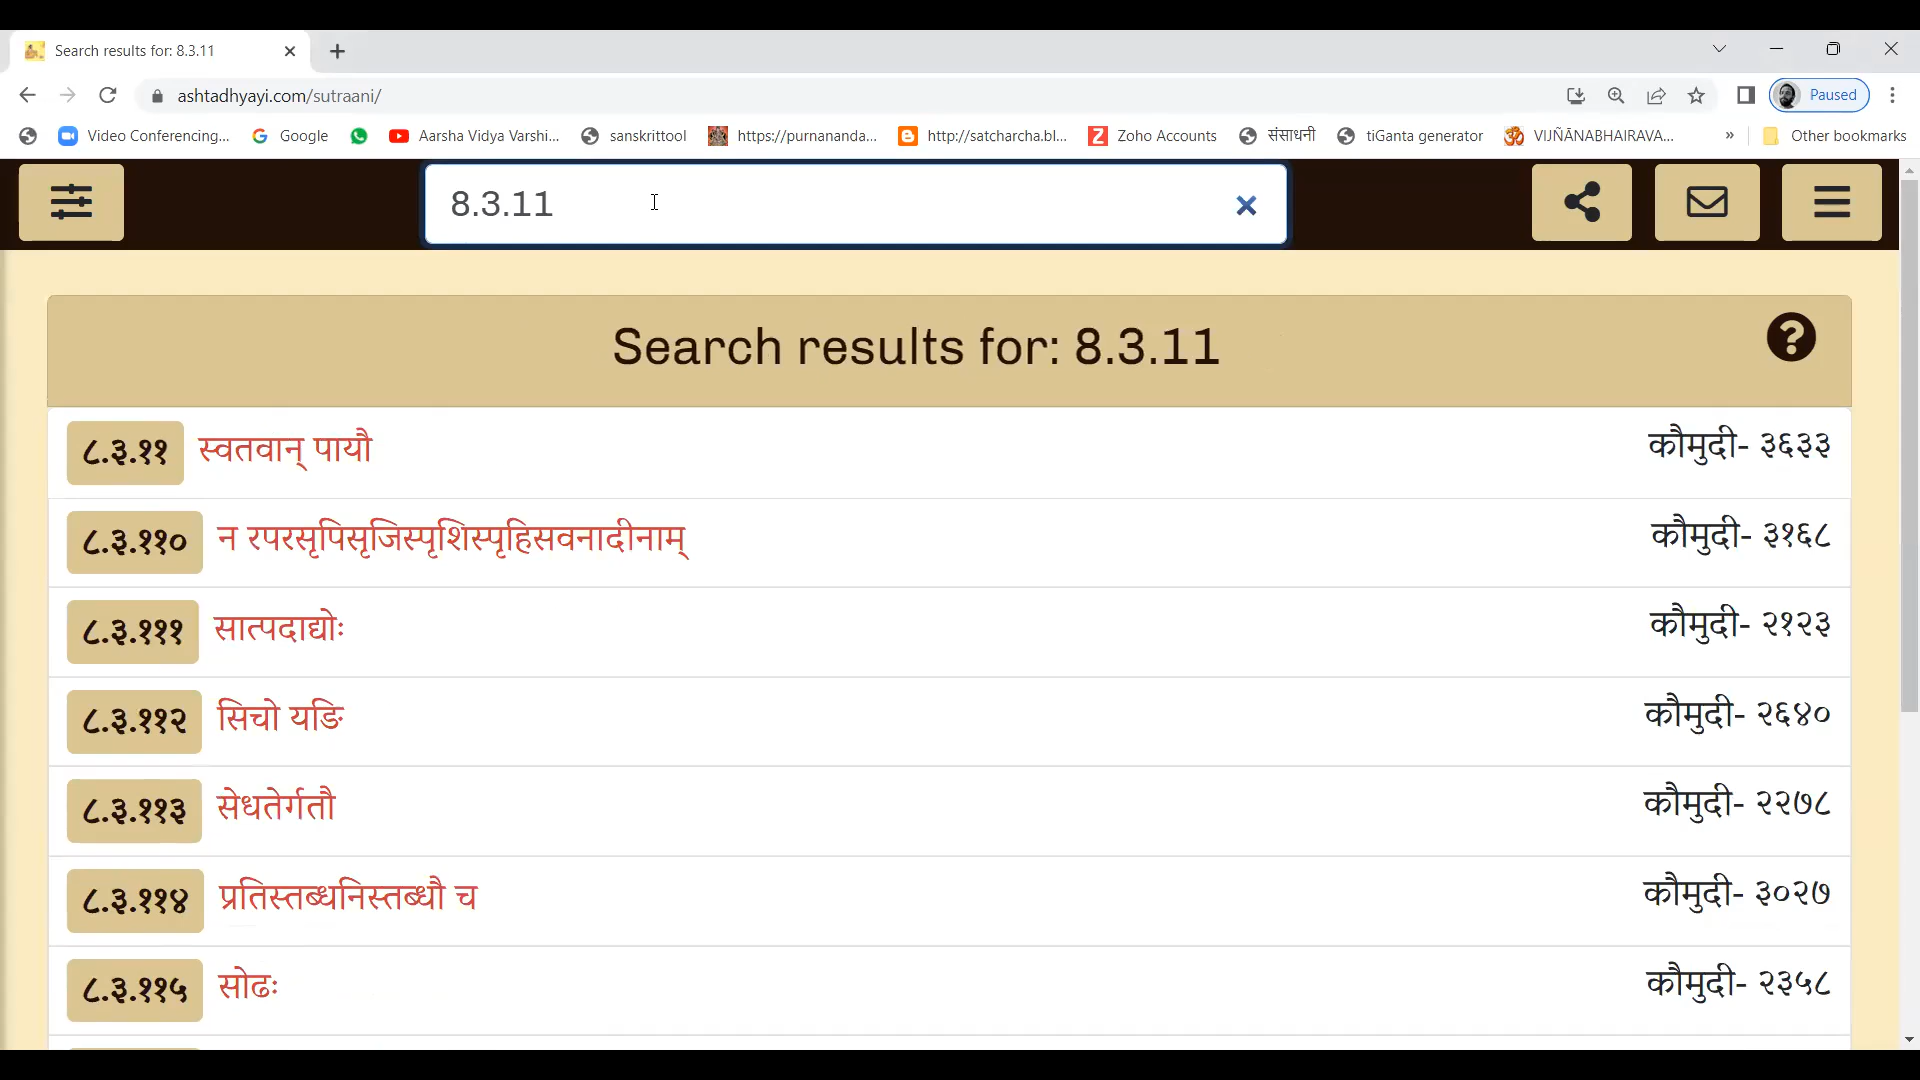 Search results for: 8.3.11
ashtadhyayi.com/sutraani/
Paused
Video Conferencing... Google Aarsha Vidya Varshi... sanskrittool https://purnananda... http://satcharcha.bl... Zoho Accounts संसाधनी tiGanta generator VIJÑĀNABHAIRAVA... » Other bookmarks
8.3.11
Search results for: 8.3.11
८.३.११ स्वतवान् पायौ कौमुदी- ३६३३
८.३.११० न रपरसृपिसृजिस्पृशिस्पृहिसवनादीनाम् कौमुदी- ३१६८
८.३.१११ सात्पदाद्योः कौमुदी- २१२३
८.३.११२ सिचो यङि कौमुदी- २६४०
८.३.११३ सेधतेर्गतौ कौमुदी- २२७८
८.३.११४ प्रतिस्तब्धनिस्तब्धौ च कौमुदी- ३०२७
८.३.११५ सोढः कौमुदी- २३५८